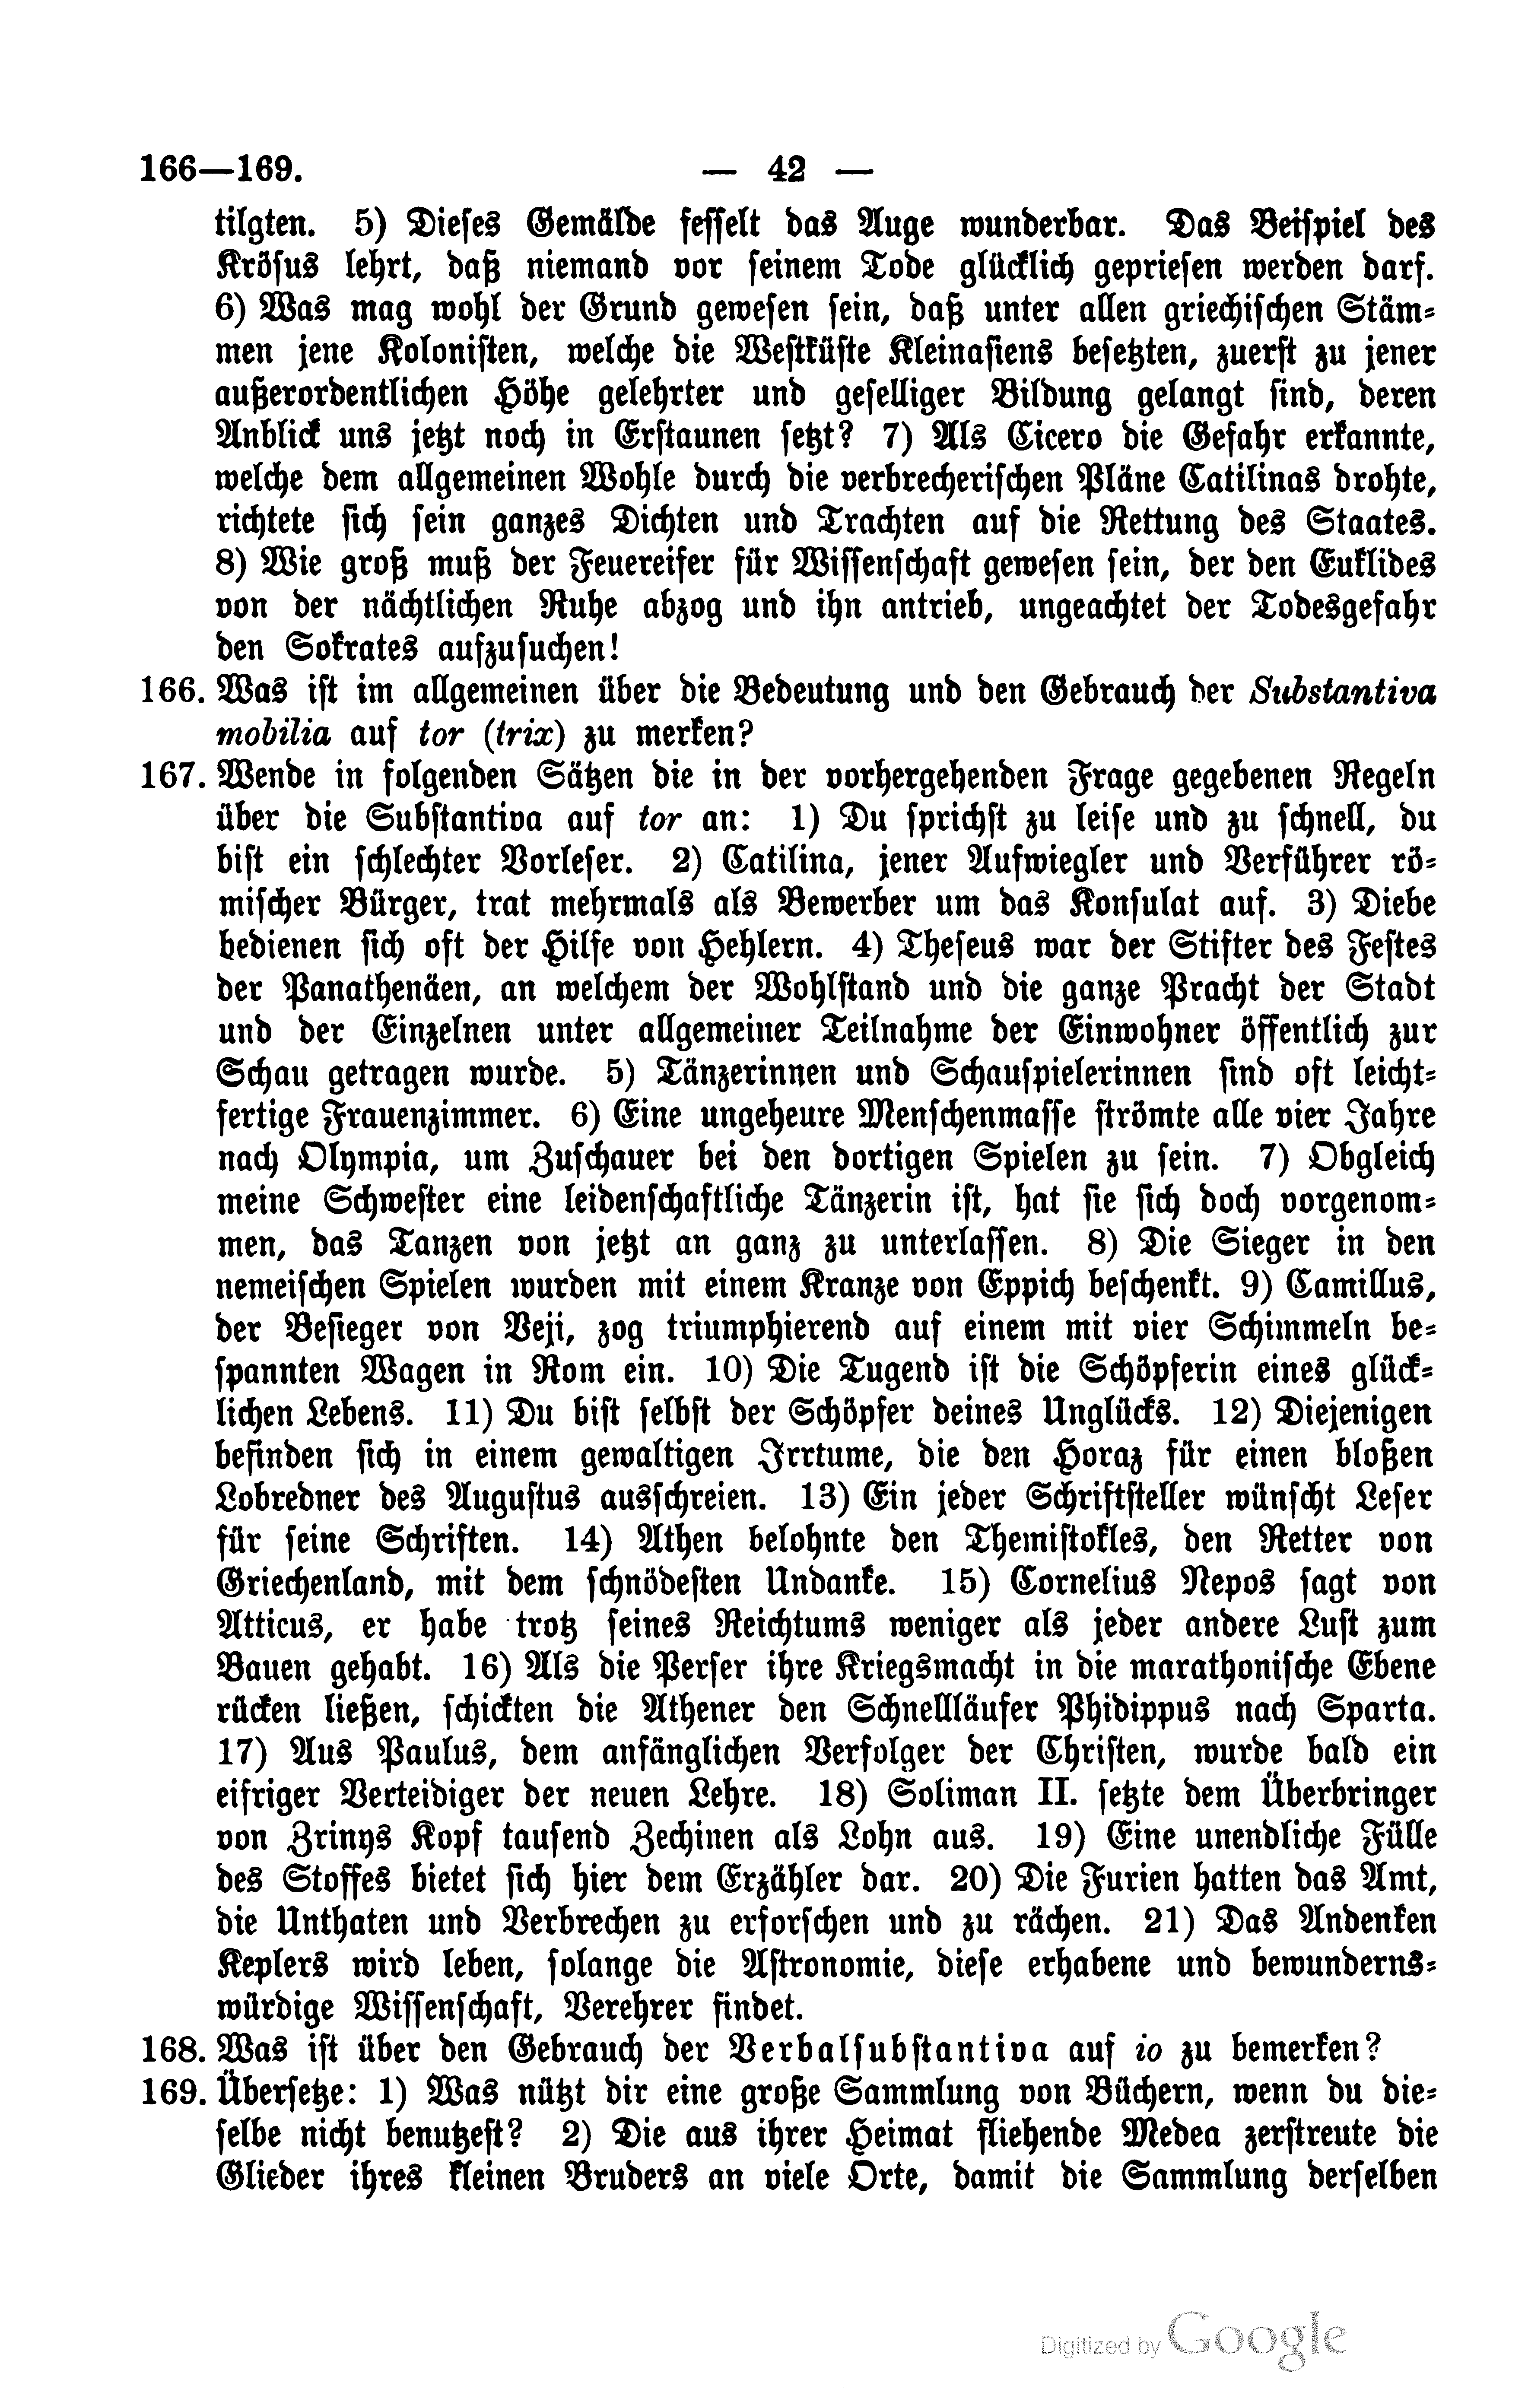 166—169. — 42 —
tilgten. 5) Dieses Gemälde fesselt das Auge wunderbar. Das Beispiel des
Krösus lehrt, daß niemand vor seinem Tode glücklich gepriesen werden darf.
6) Was mag wohl der Grund gewesen sein, daß unter allen griechischen Stäm-
men jene Kolonisten, welche die Westküste Kleinasiens besetzten, zuerst zu jener
außerordentlichen Höhe gelehrter und geselliger Bildung gelangt sind, deren
Anblick uns jetzt noch in Erstaunen setzt? 7) Als Cicero die Gefahr erkannte,
welche dem allgemeinen Wohle durch die verbrecherischen Pläne Catilinas drohte,
richtete sich sein ganzes Dichten und Trachten auf die Rettung des Staates.
8) Wie groß muß der Feuereifer für Wissenschaft gewesen sein, der den Euklides
von der nächtlichen Ruhe abzog und ihn antrieb, ungeachtet der Todesgefahr
den Sokrates aufzusuchen!
166. Was ist im allgemeinen über die Bedeutung und den Gebrauch der Substantiva
mobilia auf tor (trix) zu merken?
167. Wende in folgenden Sätzen die in der vorhergehenden Frage gegebenen Regeln
über die Substantiva auf tor an: 1) Du sprichst zu leise und zu schnell, du
bist ein schlechter Vorleser. 2) Catilina, jener Aufwiegler und Verführer rö-
mischer Bürger, trat mehrmals als Bewerber um das Konsulat auf. 3) Diebe
bedienen sich oft der Hilfe von Hehlern. 4) Theseus war der Stifter des Festes
der Panathenäen, an welchem der Wohlstand und die ganze Pracht der Stadt
und der Einzelnen unter allgemeiner Teilnahme der Einwohner öffentlich zur
Schau getragen wurde. 5) Tänzerinnen und Schauspielerinnen sind oft leicht-
fertige Frauenzimmer. 6) Eine ungeheure Menschenmasse strömte alle vier Jahre
nach Olympia, um Zuschauer bei den dortigen Spielen zu sein. 7) Obgleich
meine Schwester eine leidenschaftliche Tänzerin ist, hat sie sich doch vorgenom-
men, das Tanzen von jetzt an ganz zu unterlassen. 8) Die Sieger in den
nemeischen Spielen wurden mit einem Kranze von Eppich beschenkt. 9) Camillus,
der Besieger von Veji, zog triumphierend auf einem mit vier Schimmeln be-
spannten Wagen in Rom ein. 10) Die Tugend ist die Schöpferin eines glück-
lichen Lebens. 11) Du bist selbst der Schöpfer deines Unglücks. 12) Diejenigen
befinden sich in einem gewaltigen Irrtume, die den Horaz für einen bloßen
Lobredner des Augustus ausschreien. 13) Ein jeder Schriftsteller wünscht Leser
für seine Schriften. 14) Athen belohnte den Themistokles, den Retter von
Griechenland, mit dem schnödesten Undanke. 15) Cornelius Nepos sagt von
Atticus, er habe trotz seines Reichtums weniger als jeder andere Lust zum
Bauen gehabt. 16) Als die Perser ihre Kriegsmacht in die marathonische Ebene
rücken ließen, schickten die Athener den Schnellläufer Phidippus nach Sparta.
17) Aus Paulus, dem anfänglichen Verfolger der Christen, wurde bald ein
eifriger Verteidiger der neuen Lehre. 18) Soliman II. setzte dem Überbringer
von Zrinys Kopf tausend Zechinen als Lohn aus. 19) Eine unendliche Fülle
des Stoffes bietet sich hier dem Erzähler dar. 20) Die Furien hatten das Amt,
die Unthaten und Verbrechen zu erforschen und zu rächen. 21) Das Andenken
Keplers wird leben, solange die Astronomie, diese erhabene und bewunderns-
würdige Wissenschaft, Verehrer findet.
168. Was ist über den Gebrauch der Verbalsubstantiva auf io zu bemerken?
169. Übersetze: 1) Was nützt dir eine große Sammlung von Büchern, wenn du die-
selbe nicht benutzest? 2) Die aus ihrer Heimat fliehende Medea zerstreute die
Glieder ihres kleinen Bruders an viele Orte, damit die Sammlung derselben
Digitized by Google